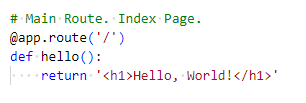 # Main Route. Index Page.
@app.route('/')
def hello():
    return '<h1>Hello, World!</h1>'